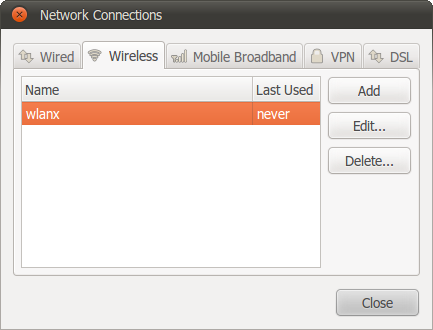 Network Connections
Wired Wireless Mobile Broadband VPN DSL
Name Last Used Add
wlanx never
Edit...
Delete...
Close